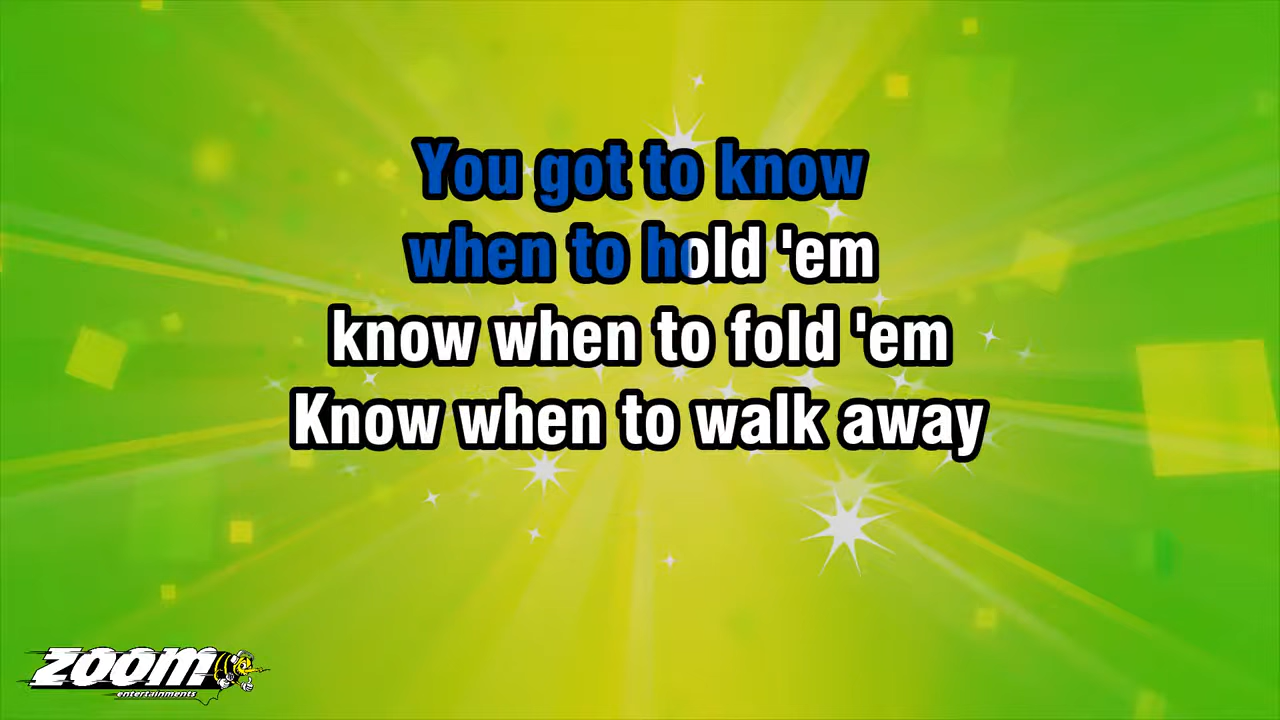 You got to know
when to hold 'em
know when to fold 'em
Know when to walk away
ZOOM
entertainments